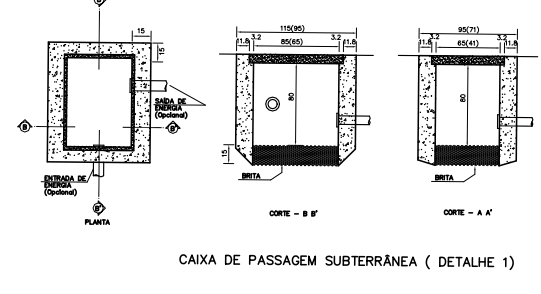 B
15
15
SAÍDA DE
ENERGIA
(Opcional)
B
B'
ENTRADA DE
ENERGIA
(Opcional)
B'
PLANTA
115(95)
11.8 3.2 85(65) 3.2 11.8
80
15
BRITA
CORTE - B B'
95(71)
11.8 3.2 65(41) 3.2 11.8
80
BRITA
CORTE - A A'
CAIXA DE PASSAGEM SUBTERRÂNEA ( DETALHE 1)